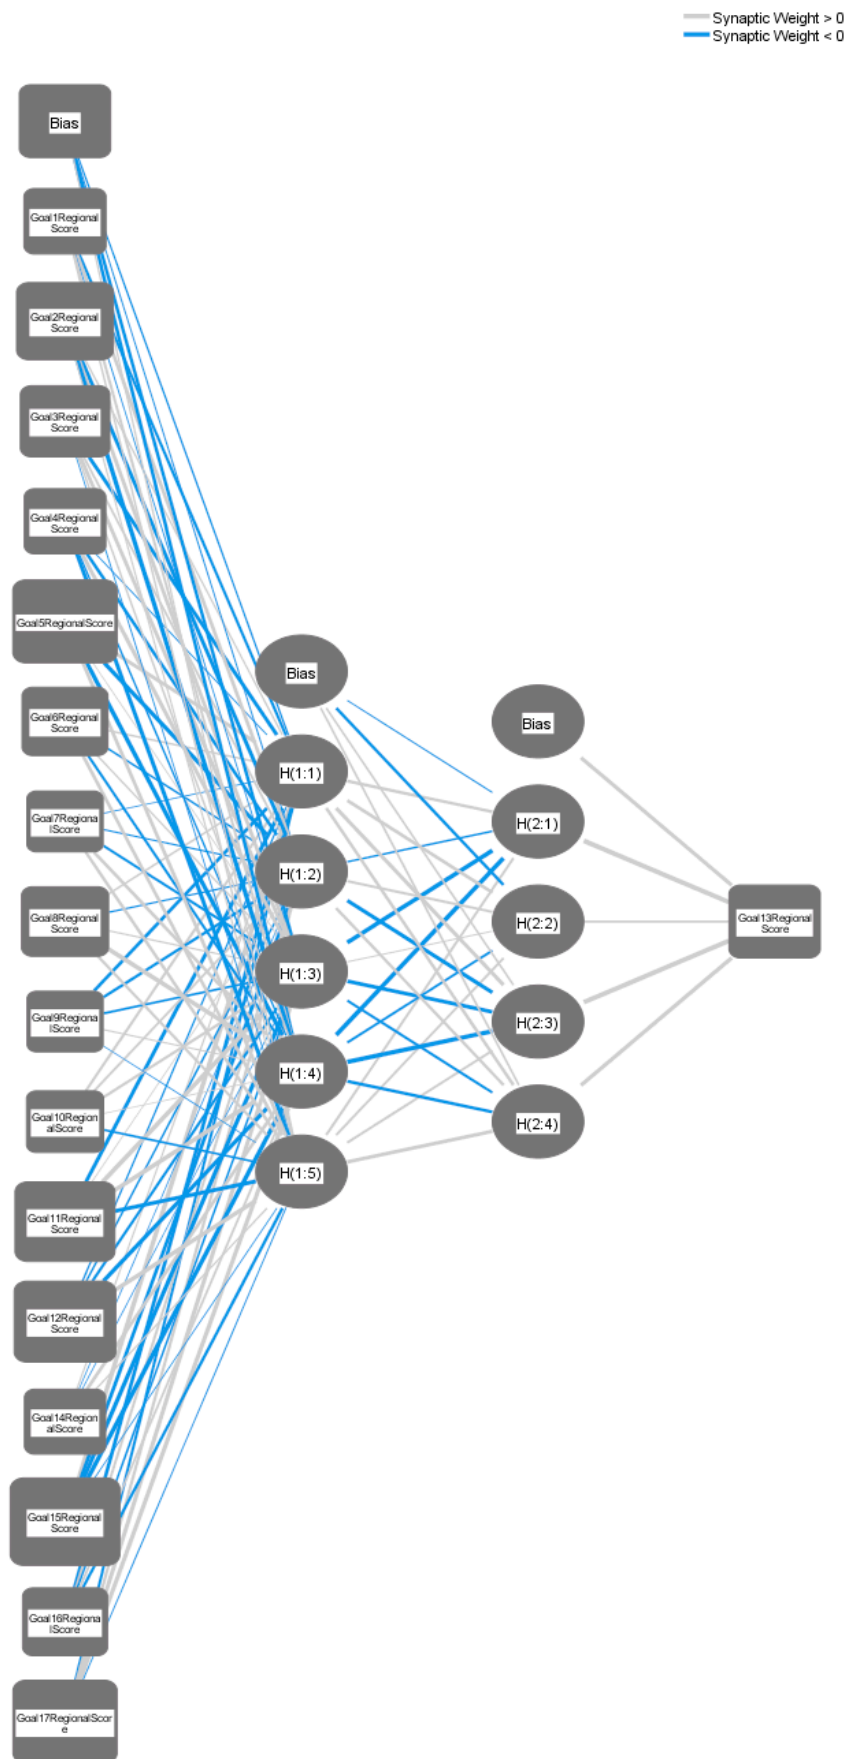 Synaptic Weight > 0
Synaptic Weight < 0
Bias
Goal1Regional
Score
Goal2Regional
Score
Goal3Regional
Score
Goal4Regional
Score
Goal5RegionalScore
Goal6Regional
Score
Goal7Regiona
lScore
Goal8Regional
Score
Goal9Regiona
lScore
Goal10Region
alScore
Goal11Regional
Score
Goal12Regional
Score
Goal14Region
alScore
Goal15Regional
Score
Goal16Regiona
lScore
Goal17RegionalScor
e
Bias
H(1:1)
H(1:2)
H(1:3)
H(1:4)
H(1:5)
Bias
H(2:1)
H(2:2)
H(2:3)
H(2:4)
Goal13Regional
Score